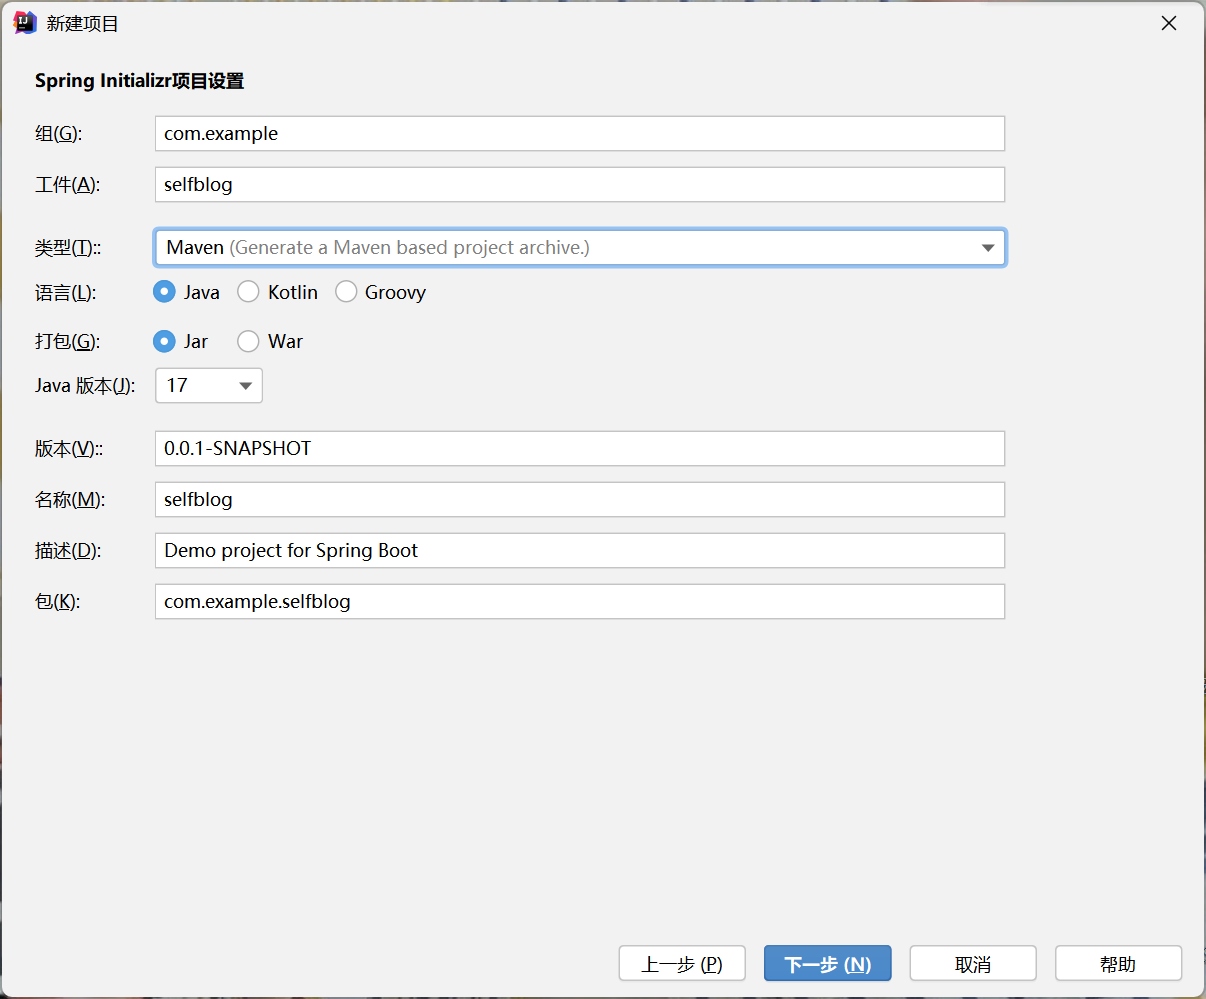 新建项目
Spring Initializr项目设置
组(G): com.example
工件(A): selfblog
类型(T):: Maven (Generate a Maven based project archive.)
语言(L): Java Kotlin Groovy
打包(G): Jar War
Java 版本(J): 17
版本(V):: 0.0.1-SNAPSHOT
名称(M): selfblog
描述(D): Demo project for Spring Boot
包(K): com.example.selfblog
上一步 (P) 下一步 (N) 取消 帮助